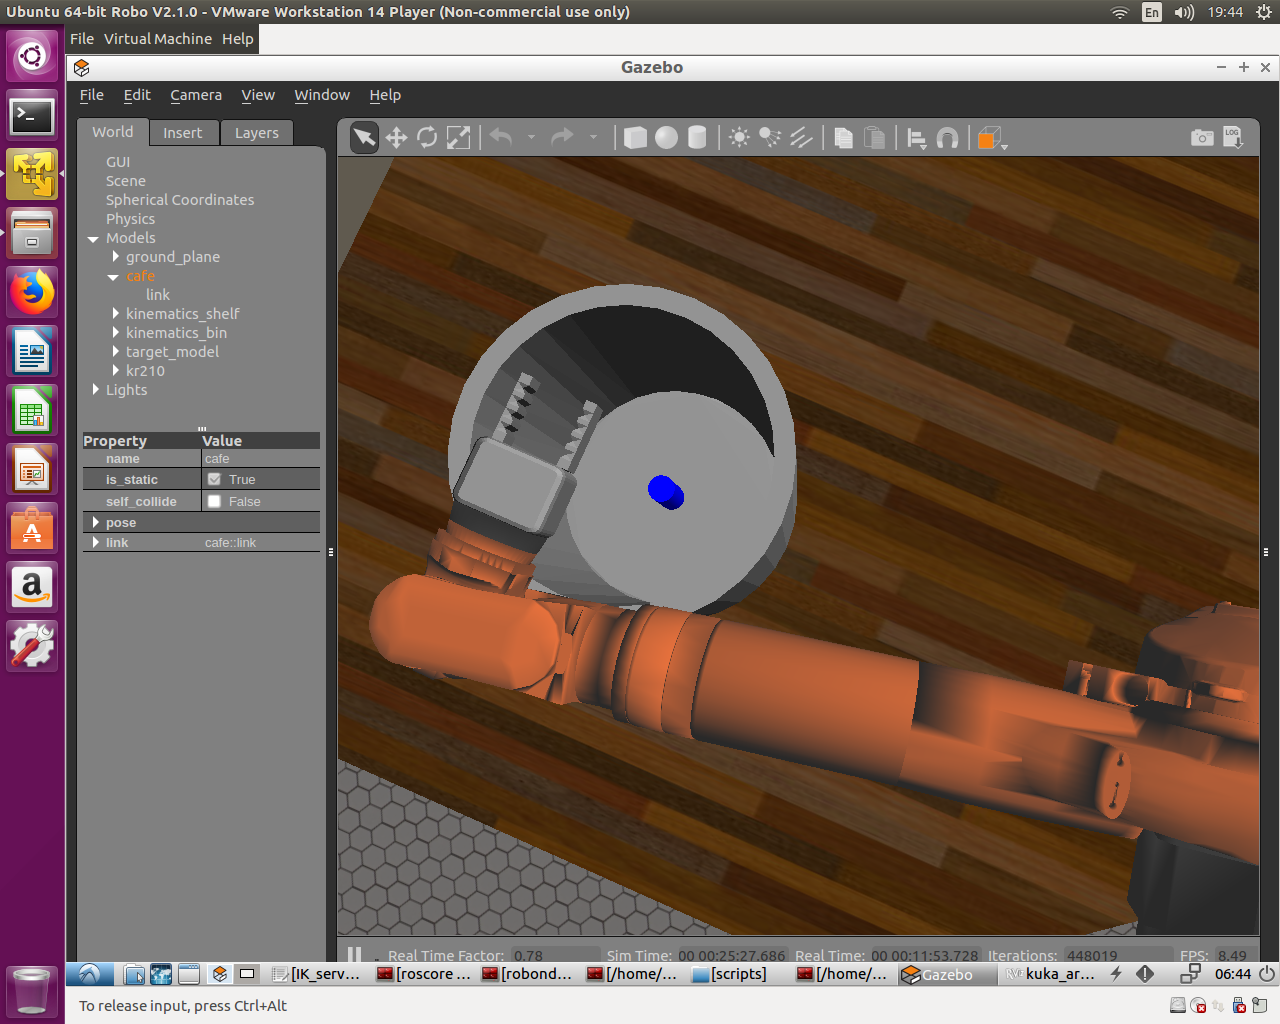 Ubuntu 64-bit Robo V2.1.0 - VMware Workstation 14 Player (Non-commercial use only)
En
19:44
File Virtual Machine Help
Gazebo
File Edit Camera View Window Help
World Insert Layers
LOG
GUI
Scene
Spherical Coordinates
Physics
Models
ground_plane
cafe
link
kinematics_shelf
kinematics_bin
target_model
kr210
Lights
Property Value
name cafe
is_static True
self_collide False
pose
link cafe::link
Real Time Factor: 0.78 Sim Time: 00 00:25:27.686 Real Time: 00 00:11:53.728 Iterations: 448019 FPS: 8.49
[IK_serv... [roscore ... [robond... [/home/... [scripts] [/home/... Gazebo kuka_ar... 06:44
To release input, press Ctrl+Alt